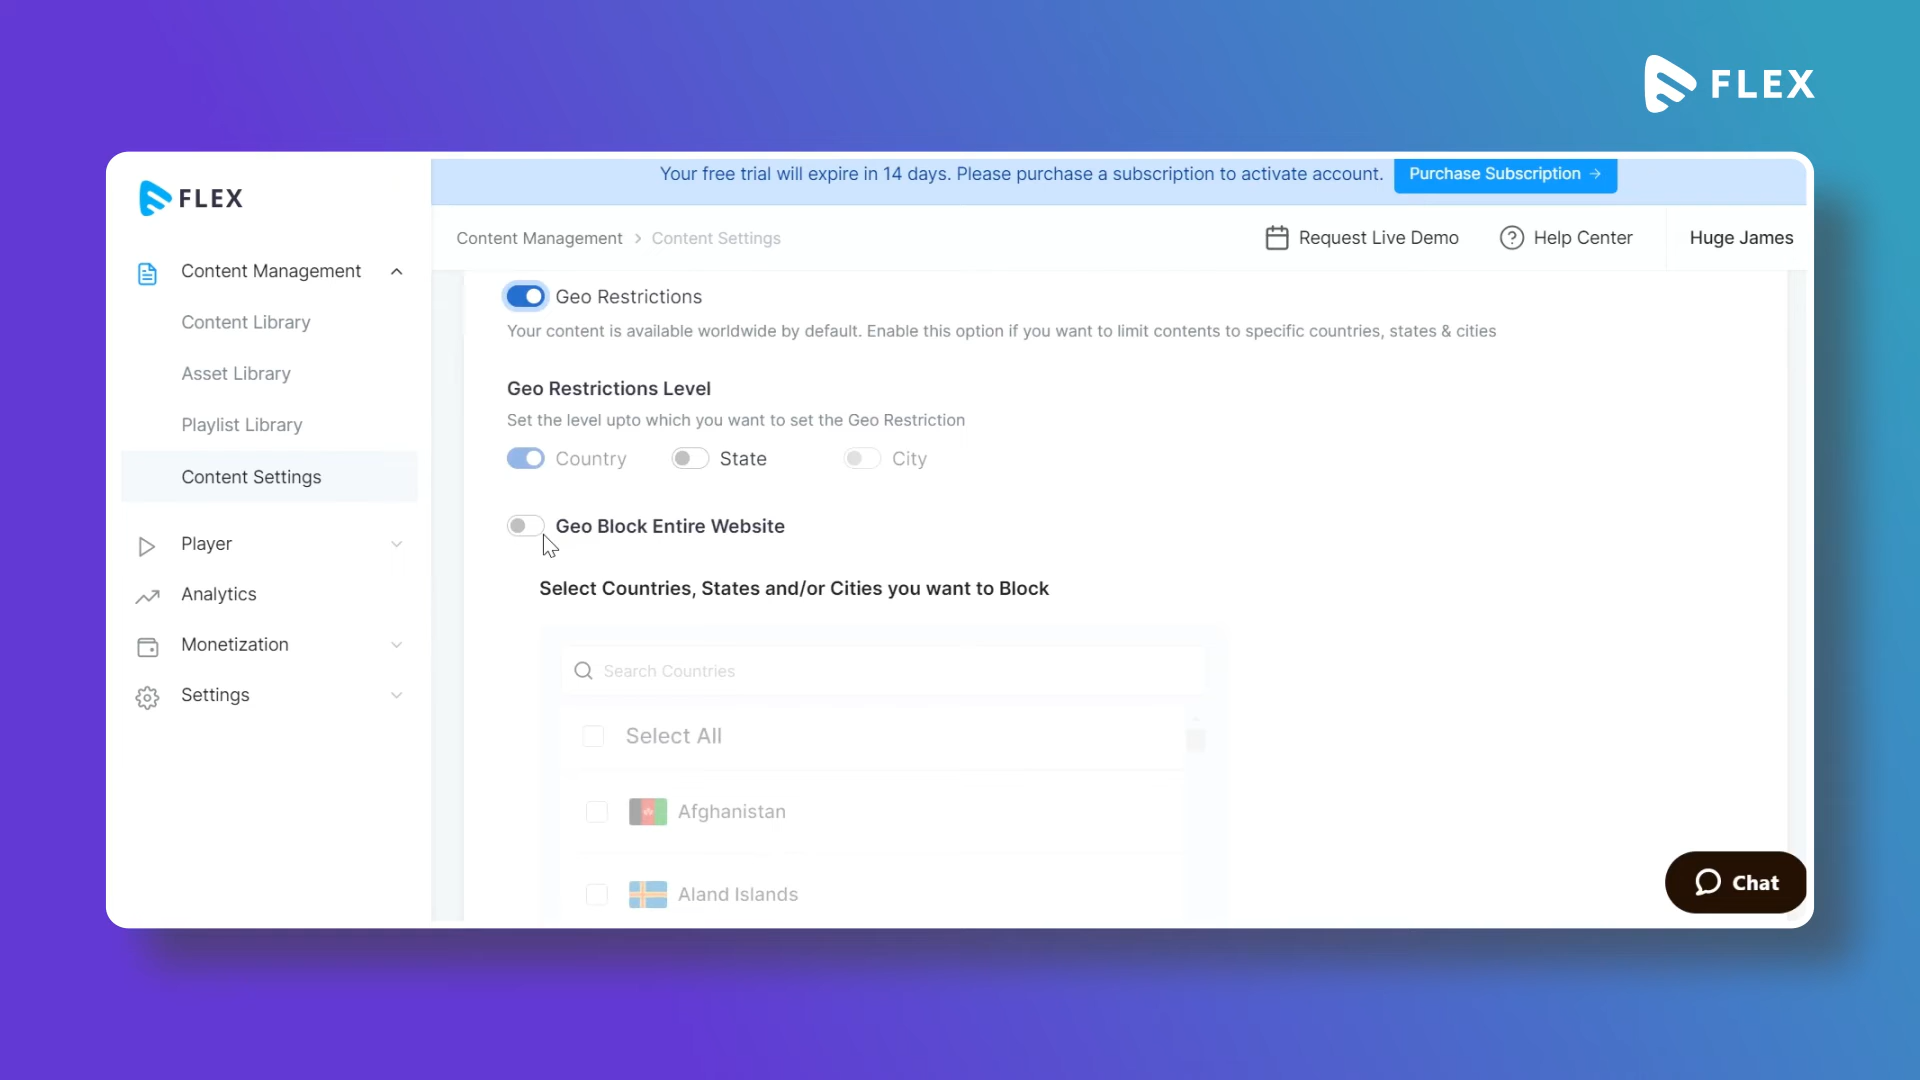 FLEX
FLEX
Your free trial will expire in 14 days. Please purchase a subscription to activate account.
Purchase Subscription →
Content Management > Content Settings
Request Live Demo
Help Center
Huge James
Content Management
Content Library
Asset Library
Playlist Library
Content Settings
Player
Analytics
Monetization
Settings
Geo Restrictions
Your content is available worldwide by default. Enable this option if you want to limit contents to specific countries, states & cities
Geo Restrictions Level
Set the level upto which you want to set the Geo Restriction
Country State City
Geo Block Entire Website
Select Countries, States and/or Cities you want to Block
Search Countries
Select All
Afghanistan
Aland Islands
Chat